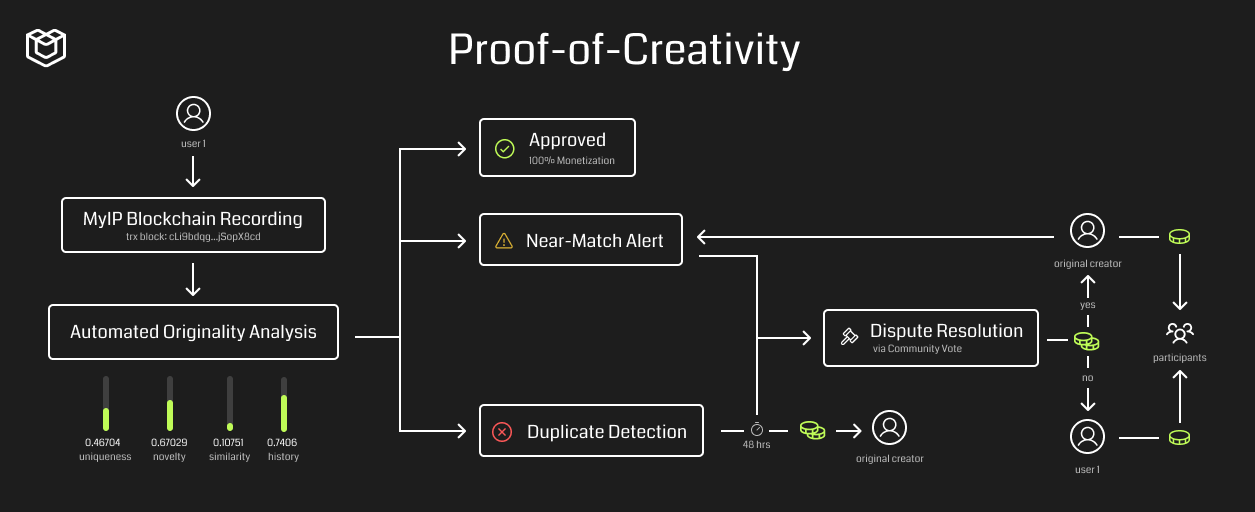 Proof-of-Creativity
user 1
MyIP Blockchain Recording
trx block: cLi9bdqg...jSopX8cd
Automated Originality Analysis
0.46704
uniqueness
0.67029
novelty
0.10751
similarity
0.7406
history
Approved
100% Monetization
Near-Match Alert
Duplicate Detection
48 hrs
original creator
Dispute Resolution
via Community Vote
original creator
yes
no
user 1
participants